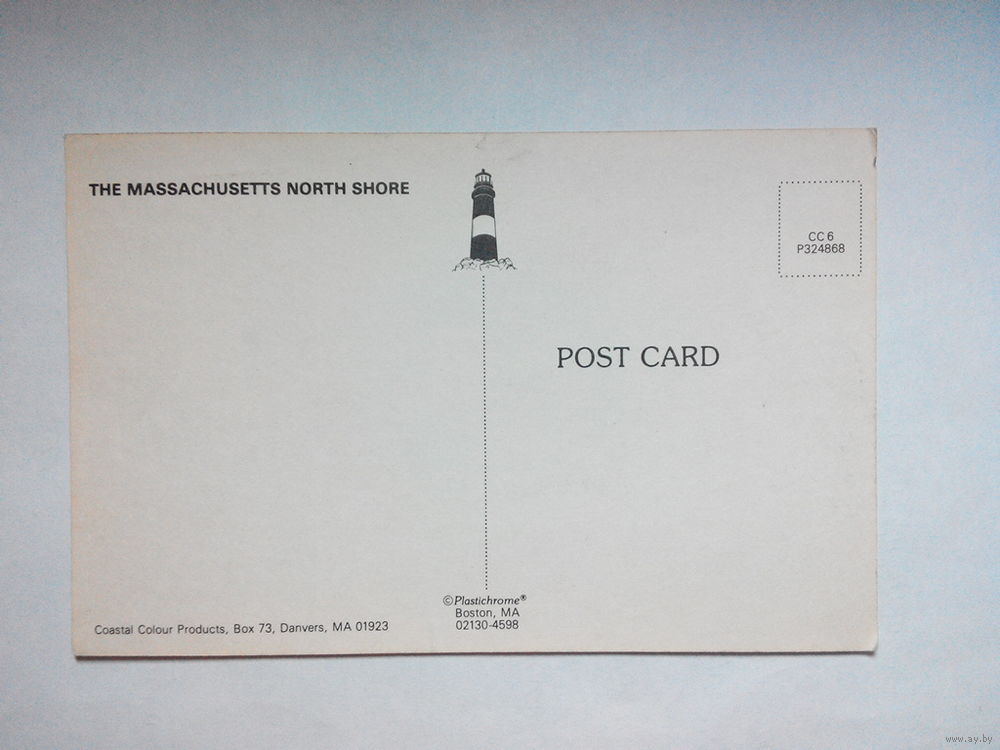 THE MASSACHUSETTS NORTH SHORE
CC 6
P324868
POST CARD
©Plastichrome®
Boston, MA
02130-4598
Coastal Colour Products, Box 73, Danvers, MA 01923
www.ay.by